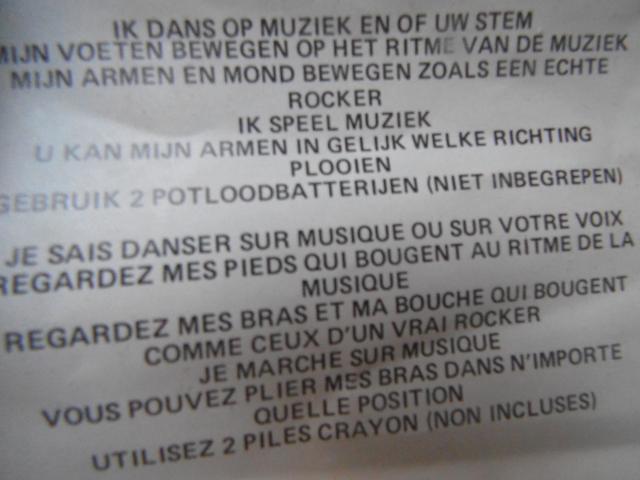 IK DANS OP MUZIEK EN OF UW STEM
MIJN VOETEN BEWEGEN OP HET RITME VAN DE MUZIEK
MIJN ARMEN EN MOND BEWEGEN ZOALS EEN ECHTE
ROCKER
IK SPEEL MUZIEK
U KAN MIJN ARMEN IN GELIJK WELKE RICHTING
PLOOIEN
GEBRUIK 2 POTLOODBATTERIJEN (NIET INBEGREPEN)
JE SAIS DANSER SUR MUSIQUE OU SUR VOTRE VOIX
REGARDEZ MES PIEDS QUI BOUGENT AU RITME DE LA
MUSIQUE
REGARDEZ MES BRAS ET MA BOUCHE QUI BOUGENT
COMME CEUX D'UN VRAI ROCKER
JE MARCHE SUR MUSIQUE
VOUS POUVEZ PLIER MES BRAS DANS N'IMPORTE
QUELLE POSITION
UTILISEZ 2 PILES CRAYON (NON INCLUSES)